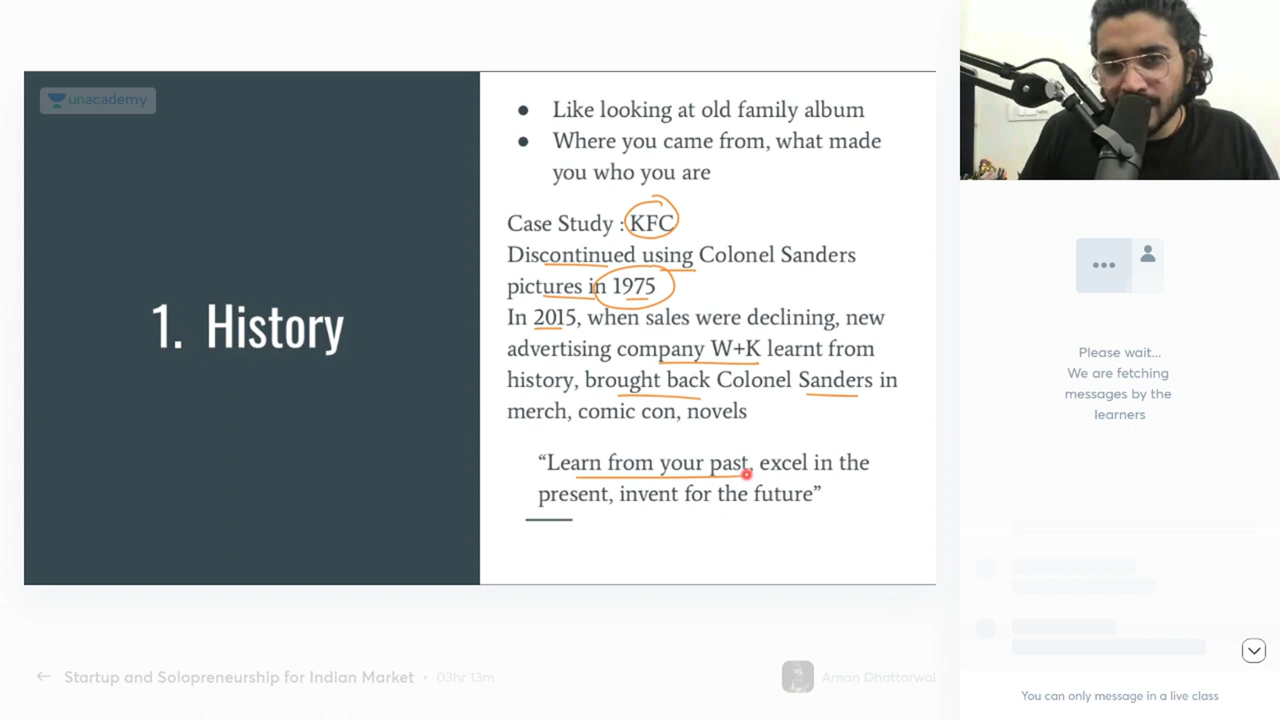 unacademy
1. History
● Like looking at old family album
● Where you came from, what made
you who you are
Case Study : KFC
Discontinued using Colonel Sanders
pictures in 1975
In 2015, when sales were declining, new
advertising company W+K learnt from
history, brought back Colonel Sanders in
merch, comic con, novels
“Learn from your past, excel in the
present, invent for the future”
Please wait...
We are fetching
messages by the
learners
← Startup and Solopreneurship for Indian Market • 03hr 13m
Aman Dhattarwal
You can only message in a live class